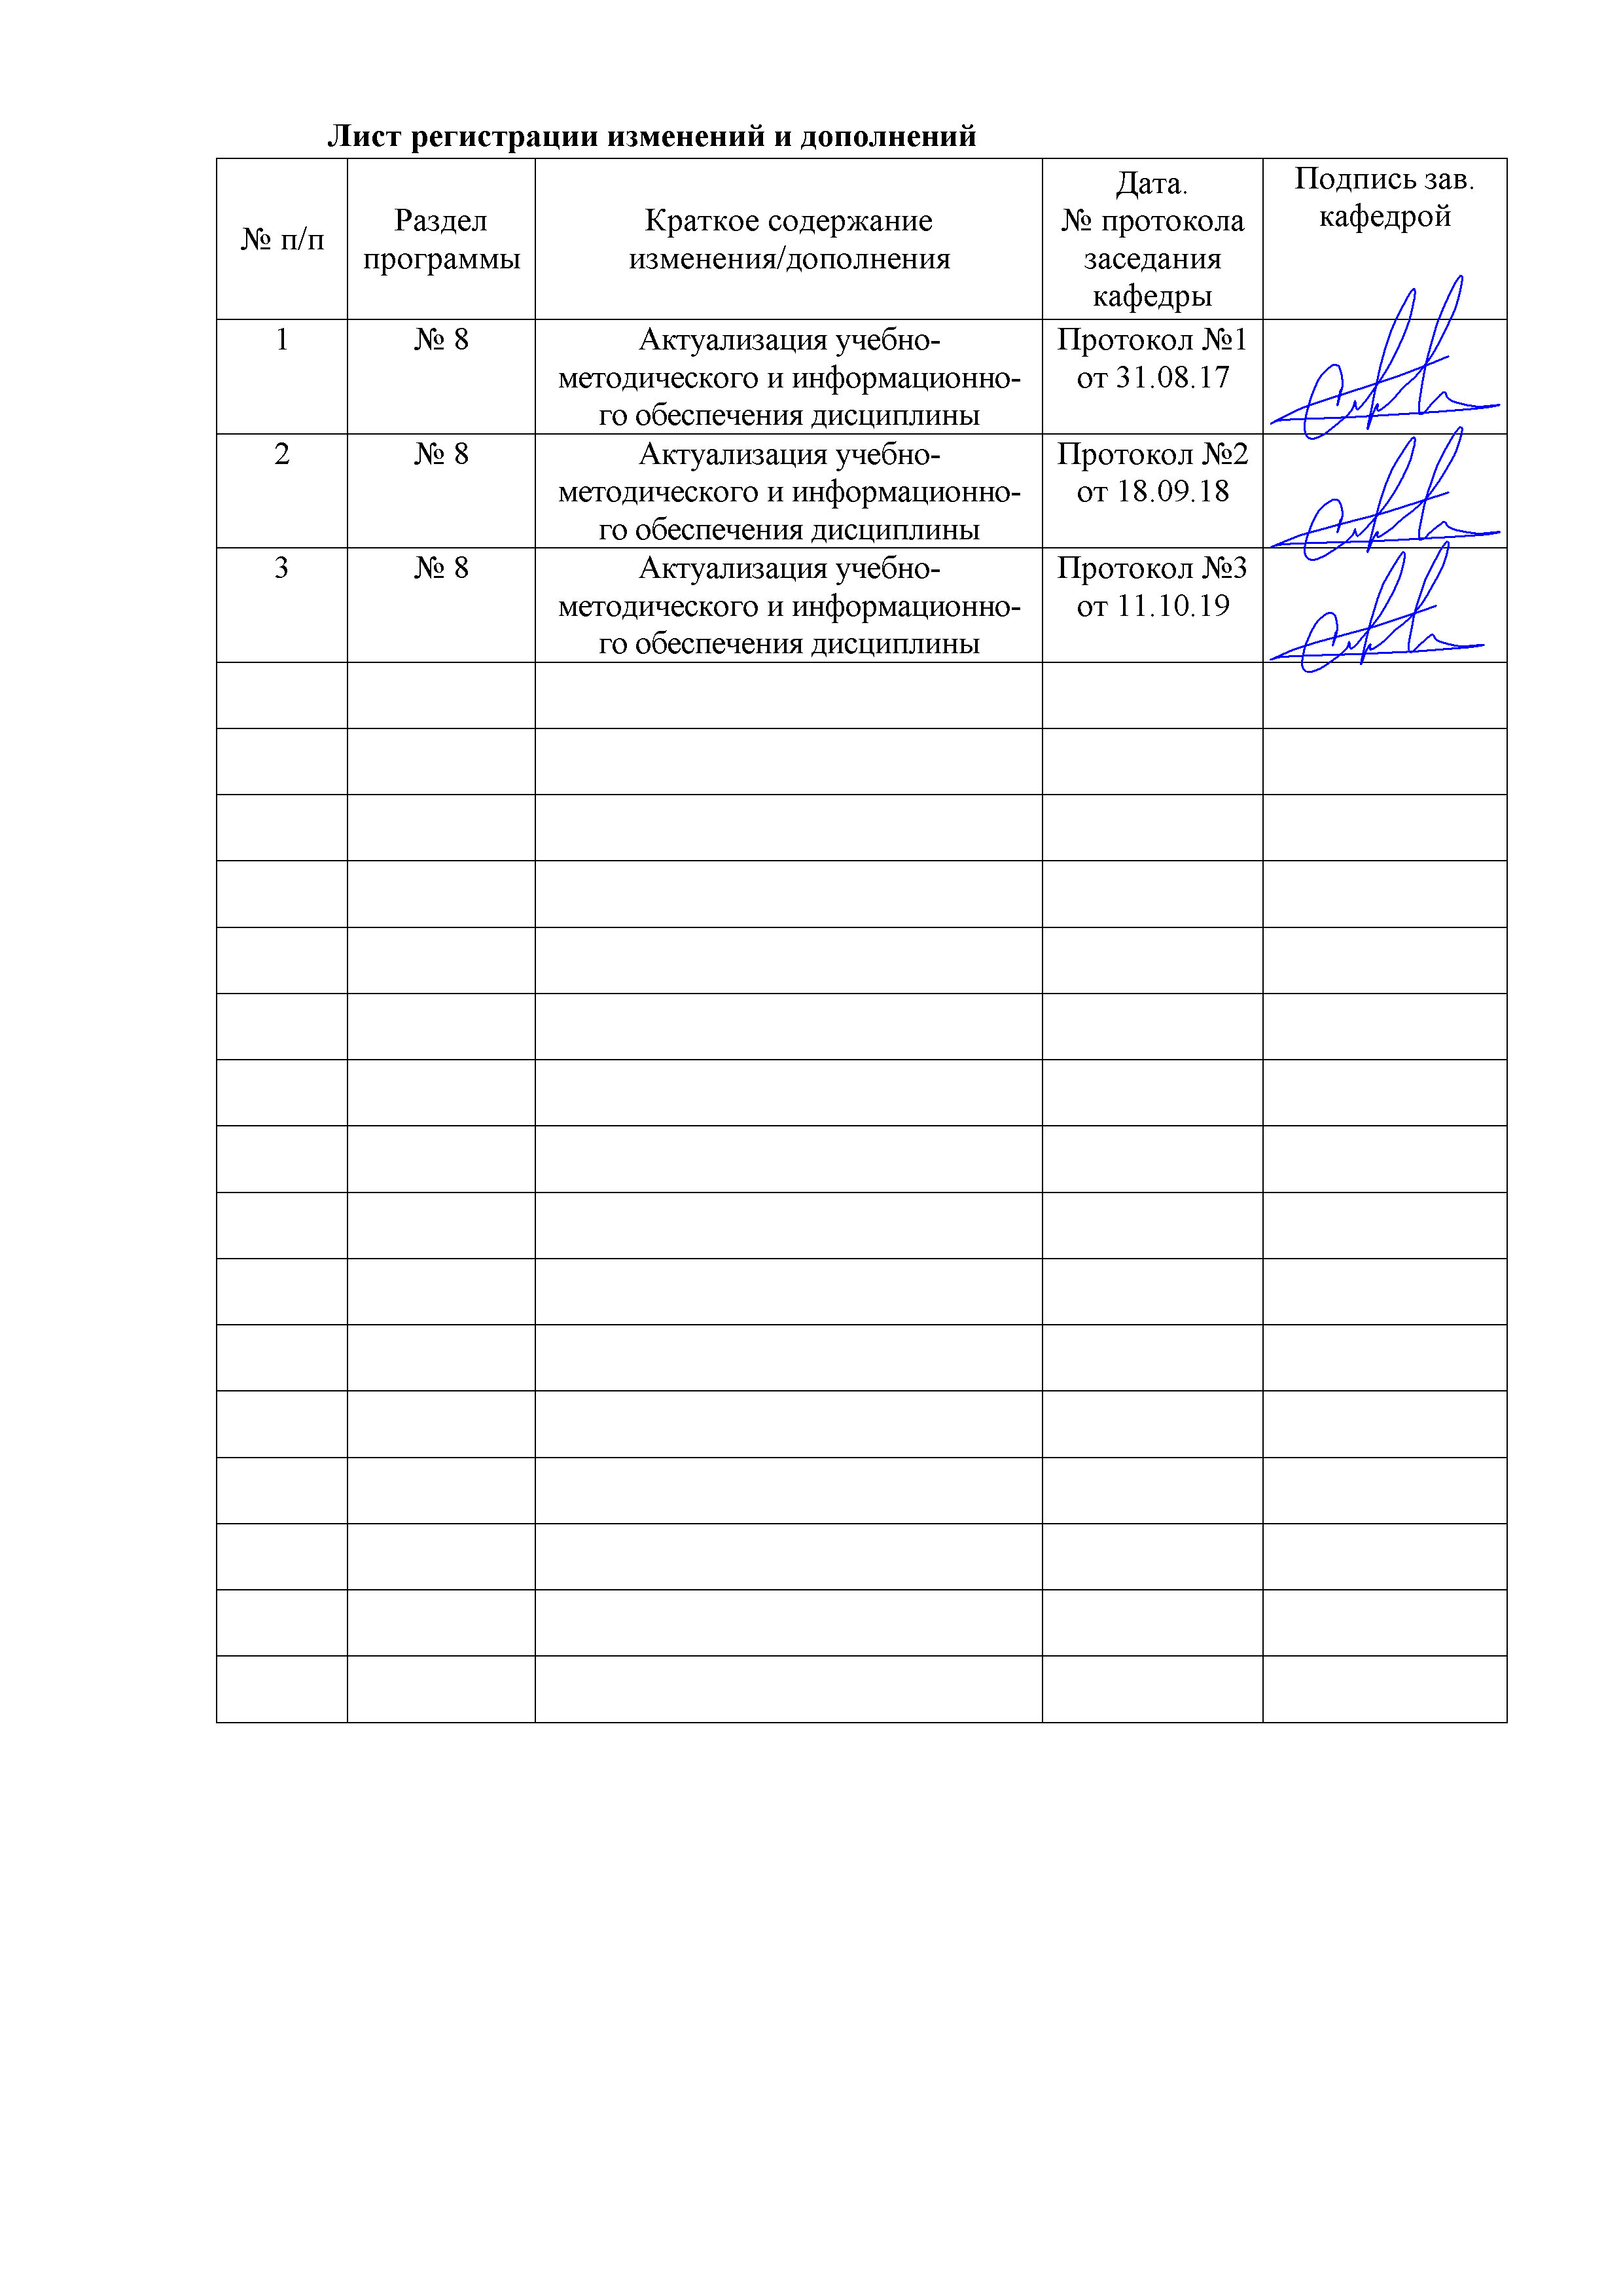 Лист регистрации изменений и дополнений
№ п/п
Раздел
программы
Краткое содержание
изменения/дополнения
Дата.
№ протокола
заседания
кафедры
Подпись зав.
кафедрой
1
№ 8
Актуализация учебно-
методического и информационно-
го обеспечения дисциплины
Протокол №1
от 31.08.17
2
№ 8
Актуализация учебно-
методического и информационно-
го обеспечения дисциплины
Протокол №2
от 18.09.18
3
№ 8
Актуализация учебно-
методического и информационно-
го обеспечения дисциплины
Протокол №3
от 11.10.19